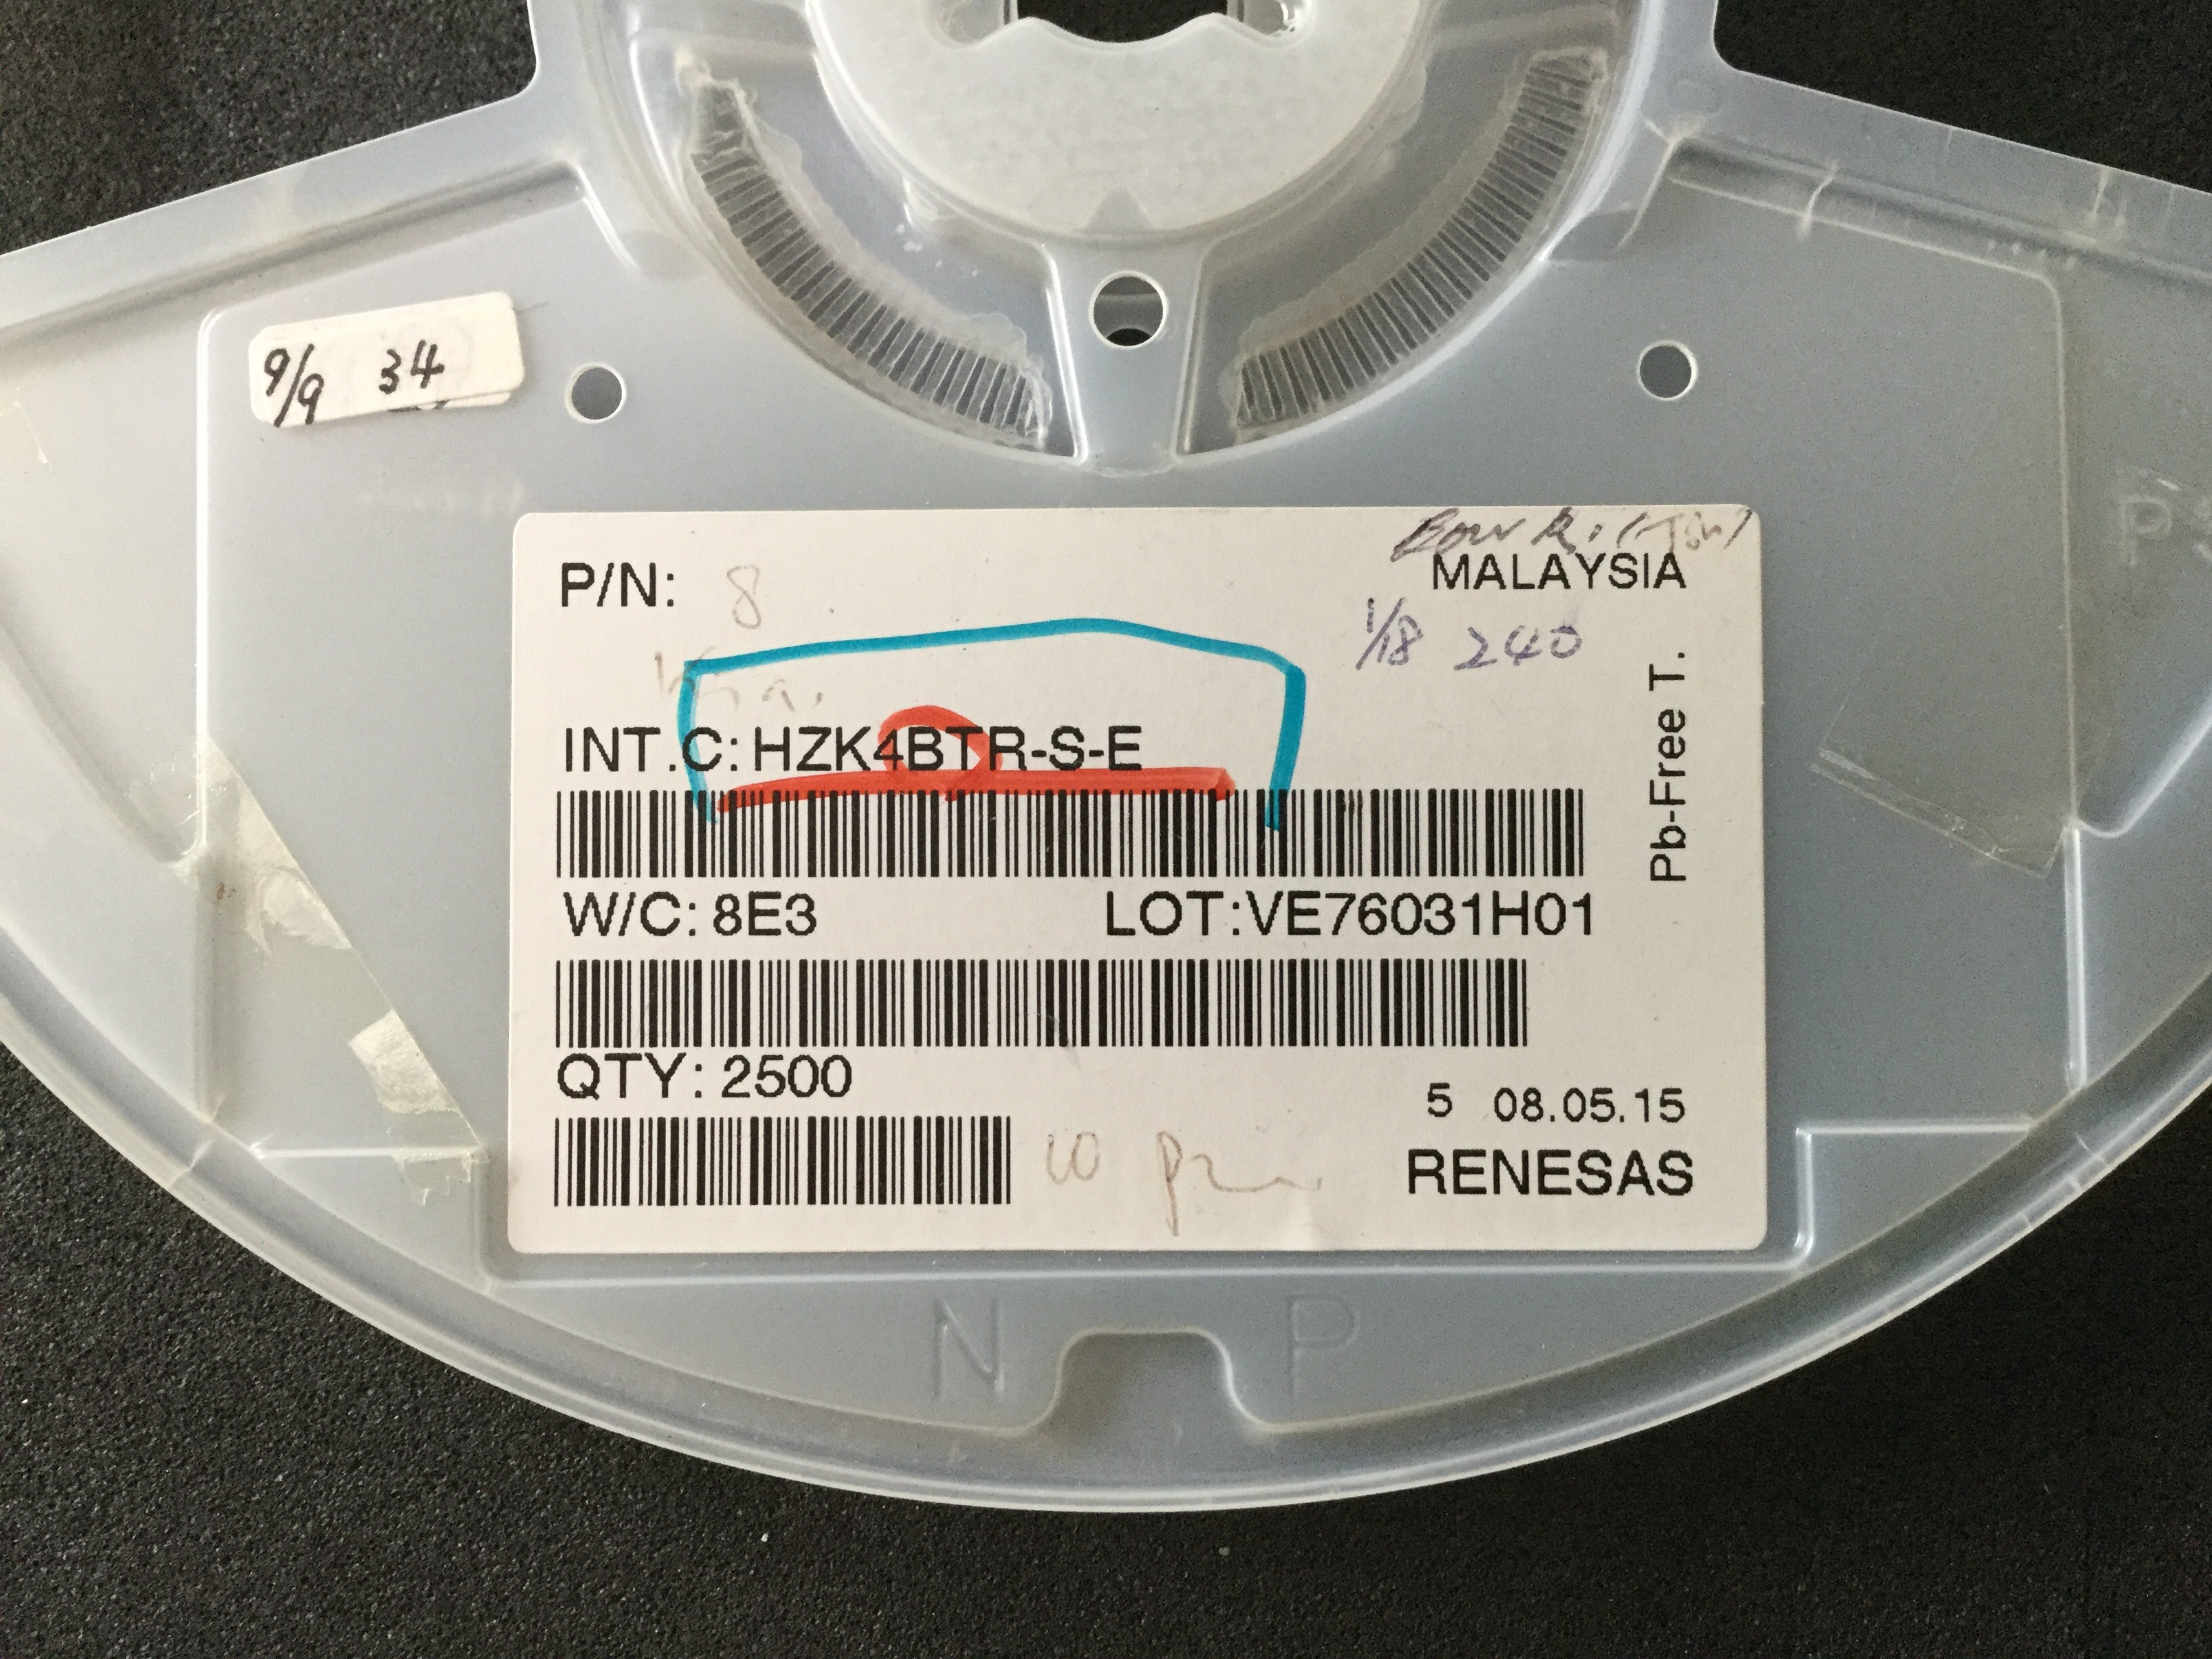 9/9 34
P/N: 8
MALAYSIA
1/18 240
Pb-Free T.
INT.C: HZK4BTR-S-E
W/C: 8E3 LOT:VE76031H01
QTY: 2500
5 08.05.15
RENESAS
N P
P